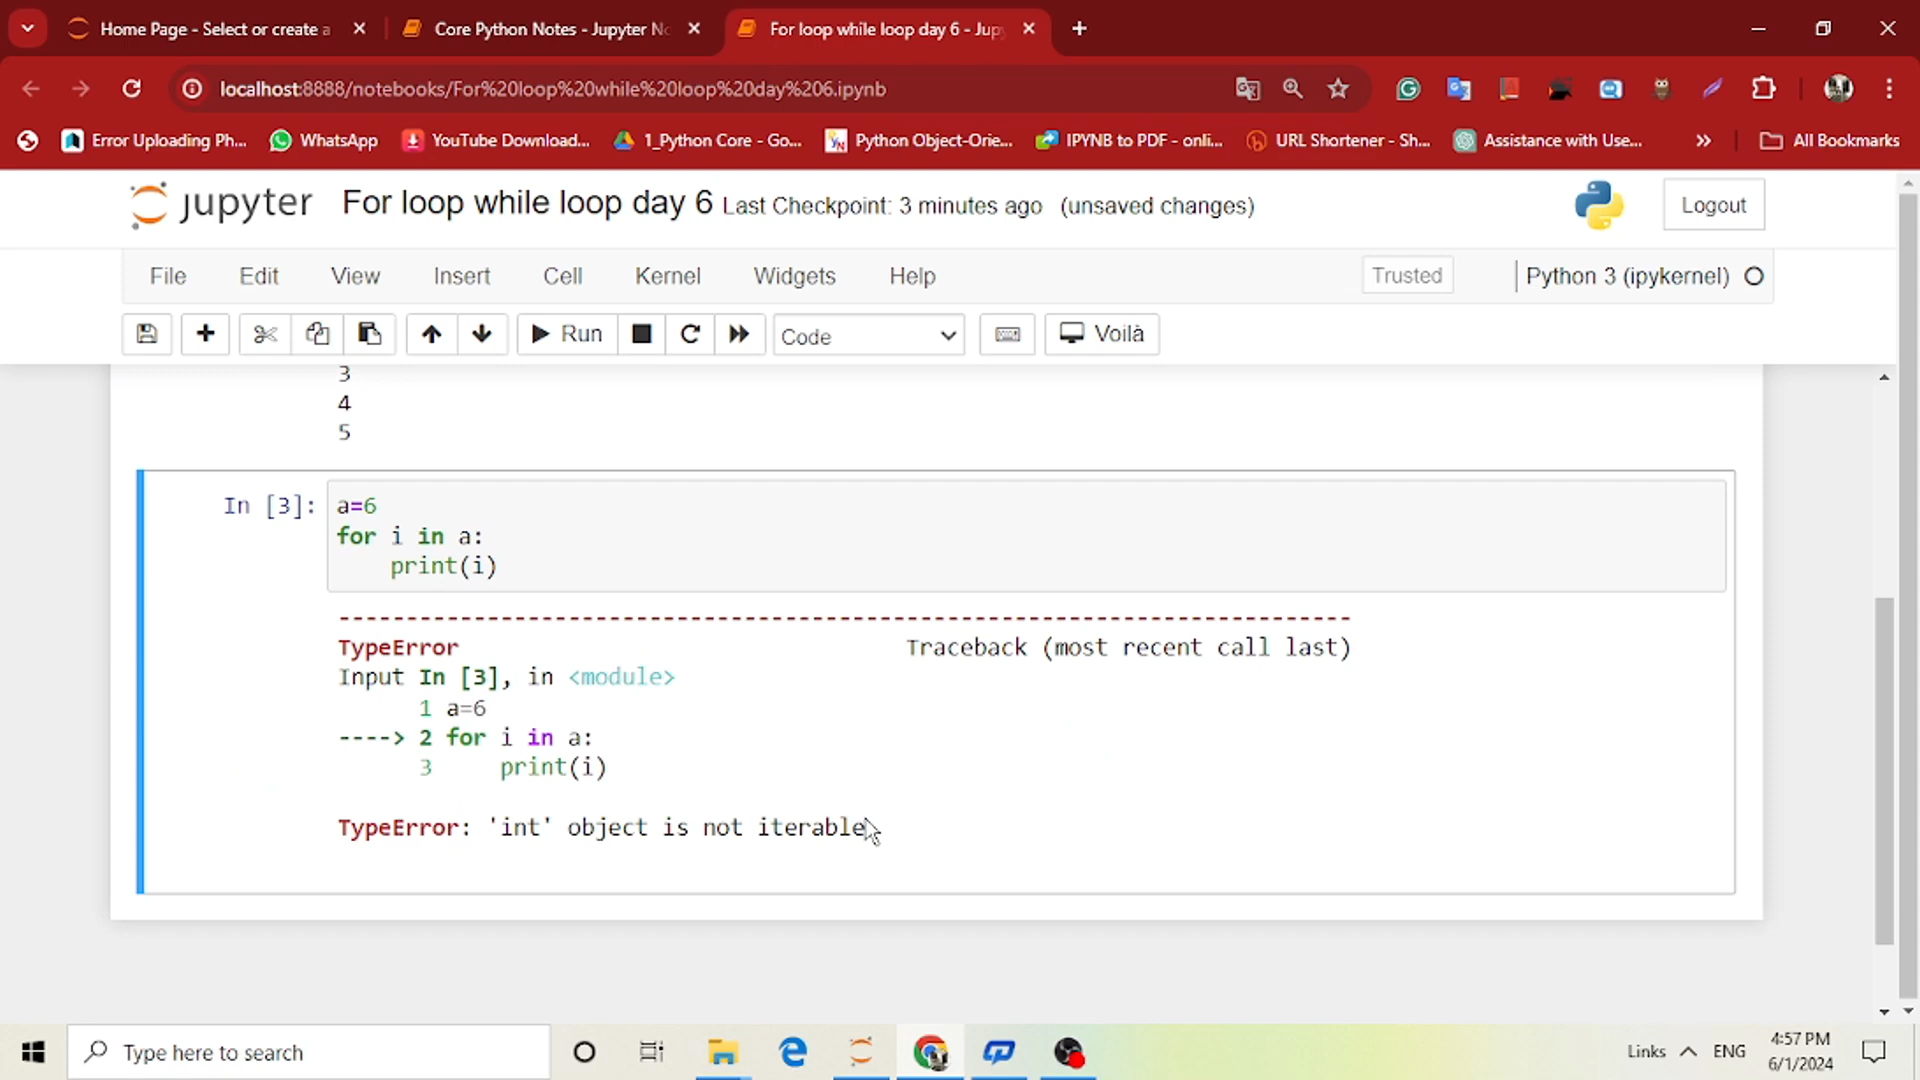 Home Page - Select or create a
Core Python Notes - Jupyter No
For loop while loop day 6 - Jup
localhost:8888/notebooks/For%20loop%20while%20loop%20day%206.ipynb
Error Uploading Ph...
WhatsApp
YouTube Download...
1_Python Core - Go...
Python Object-Orie...
IPYNB to PDF - onli...
URL Shortener - Sh...
Assistance with Use...
»
All Bookmarks
jupyter For loop while loop day 6 Last Checkpoint: 3 minutes ago (unsaved changes)
Logout
File Edit View Insert Cell Kernel Widgets Help
Trusted
Python 3 (ipykernel)
Run
Code
Voilà
3
4
5
In [3]: a=6
for i in a:
    print(i)
---------------------------------------------------------------------------
TypeError                                 Traceback (most recent call last)
Input In [3], in <module>
      1 a=6
----> 2 for i in a:
      3     print(i)
TypeError: 'int' object is not iterable
Type here to search
Links
ENG
4:57 PM
6/1/2024